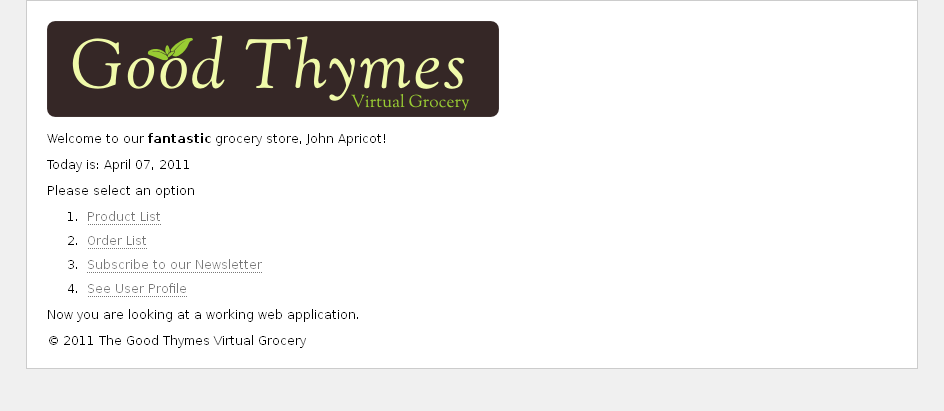 Good Thymes
Virtual Grocery
Welcome to our fantastic grocery store, John Apricot!
Today is: April 07, 2011
Please select an option
1. Product List
2. Order List
3. Subscribe to our Newsletter
4. See User Profile
Now you are looking at a working web application.
© 2011 The Good Thymes Virtual Grocery